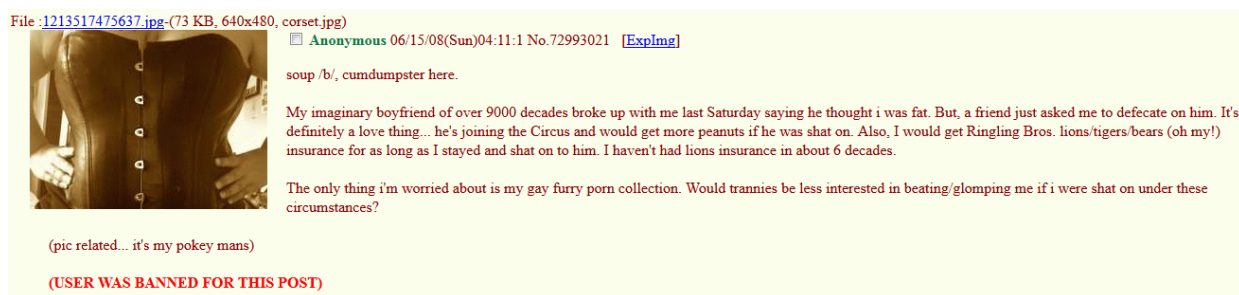 File :1213517475637.jpg-(73 KB, 640x480, corset.jpg)
Anonymous 06/15/08(Sun)04:11:1 No.72993021 [ExpImg]
soup /b/, cumdumpster here.
My imaginary boyfriend of over 9000 decades broke up with me last Saturday saying he thought i was fat. But, a friend just asked me to defecate on him. It's
definitely a love thing... he's joining the Circus and would get more peanuts if he was shat on. Also, I would get Ringling Bros. lions/tigers/bears (oh my!)
insurance for as long as I stayed and shat on to him. I haven't had lions insurance in about 6 decades.
The only thing i'm worried about is my gay furry porn collection. Would trannies be less interested in beating/glomping me if i were shat on under these
circumstances?
(pic related... it's my pokey mans)
(USER WAS BANNED FOR THIS POST)